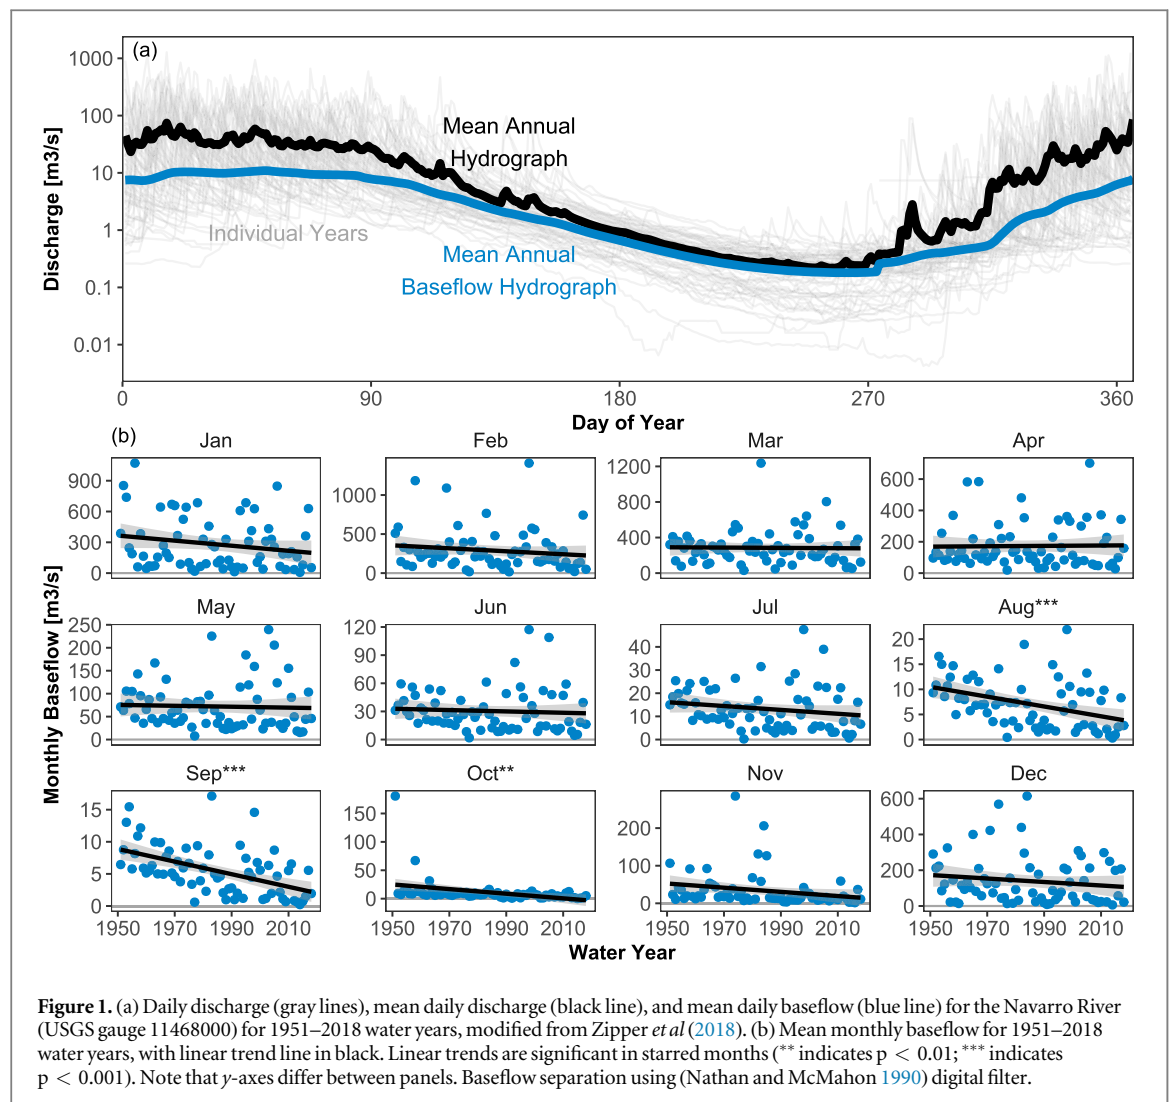 (a)
1000
100
10
1
0.1
0.01
Discharge [m3/s]
Mean Annual
Hydrograph
Individual Years
Mean Annual
Baseflow Hydrograph
0 90 180 270 360
Day of Year
(b)
Jan Feb Mar Apr
900
600
300
0
1000
500
0
1200
800
400
0
600
400
200
0
Monthly Baseflow [m3/s]
May Jun Jul Aug***
250
200
150
100
50
0
120
90
60
30
0
40
30
20
10
0
20
15
10
5
0
Sep*** Oct** Nov Dec
15
10
5
0
150
100
50
0
200
100
0
600
400
200
0
1950 1970 1990 2010 1950 1970 1990 2010 1950 1970 1990 2010 1950 1970 1990 2010
Water Year
Figure 1. (a) Daily discharge (gray lines), mean daily discharge (black line), and mean daily baseflow (blue line) for the Navarro River
(USGS gauge 11468000) for 1951–2018 water years, modified from Zipper et al (2018). (b) Mean monthly baseflow for 1951–2018
water years, with linear trend line in black. Linear trends are significant in starred months (** indicates p < 0.01; *** indicates
p < 0.001). Note that y-axes differ between panels. Baseflow separation using (Nathan and McMahon 1990) digital filter.